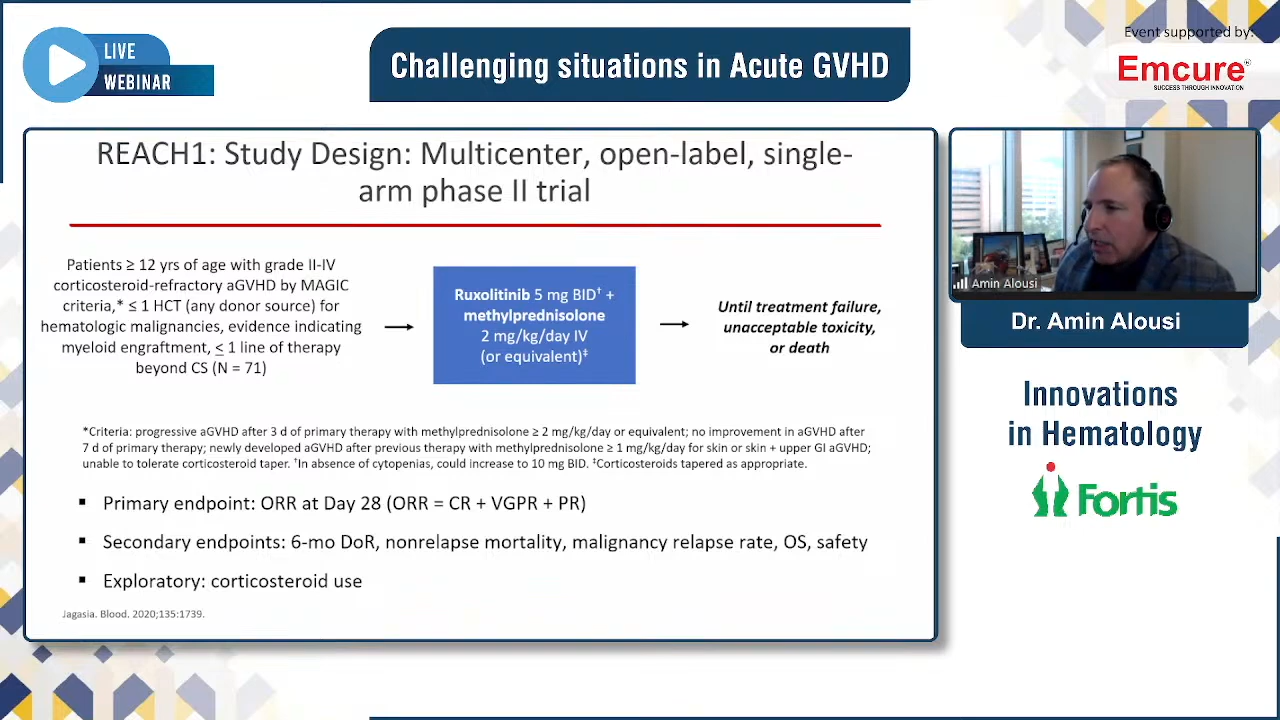 LIVE
WEBINAR
Challenging situations in Acute GVHD
Event supported by:
Emcure®
SUCCESS THROUGH INNOVATION
REACH1: Study Design: Multicenter, open-label, single-
arm phase II trial
Patients ≥ 12 yrs of age with grade II-IV
corticosteroid-refractory aGVHD by MAGIC
criteria,* ≤ 1 HCT (any donor source) for
hematologic malignancies, evidence indicating
myeloid engraftment, ≤ 1 line of therapy
beyond CS (N = 71)
Ruxolitinib 5 mg BID† +
methylprednisolone
2 mg/kg/day IV
(or equivalent)‡
Until treatment failure,
unacceptable toxicity,
or death
*Criteria: progressive aGVHD after 3 d of primary therapy with methylprednisolone ≥ 2 mg/kg/day or equivalent; no improvement in aGVHD after
7 d of primary therapy; newly developed aGVHD after previous therapy with methylprednisolone ≥ 1 mg/kg/day for skin or skin + upper GI aGVHD;
unable to tolerate corticosteroid taper. †In absence of cytopenias, could increase to 10 mg BID. ‡Corticosteroids tapered as appropriate.
▪ Primary endpoint: ORR at Day 28 (ORR = CR + VGPR + PR)
▪ Secondary endpoints: 6-mo DoR, nonrelapse mortality, malignancy relapse rate, OS, safety
▪ Exploratory: corticosteroid use
Jagasia. Blood. 2020;135:1739.
Amin Alousi
Dr. Amin Alousi
Innovations
in Hematology
Fortis